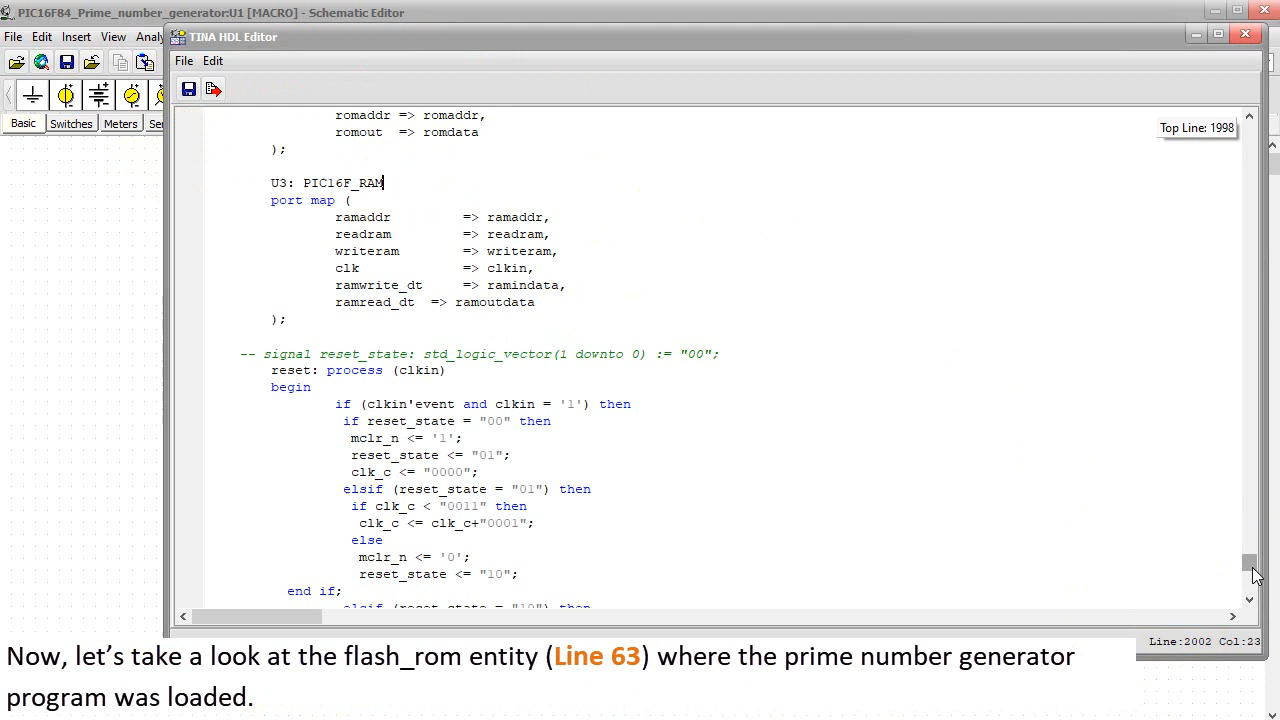 PIC16F84_Prime_number_generator:U1 [MACRO] - Schematic Editor
File Edit Insert View Analy
Basic Switches Meters Se
TINA HDL Editor
File Edit
Top Line: 1998
romaddr => romaddr,
romout => romdata
);
U3: PIC16F_RAM
port map (
ramaddr => ramaddr,
readram => readram,
writeram => writeram,
clk => clkin,
ramwrite_dt => ramindata,
ramread_dt => ramoutdata
);
-- signal reset_state: std_logic_vector(1 downto 0) := "00";
reset: process (clkin)
begin
if (clkin'event and clkin = '1') then
if reset_state = "00" then
mclr_n <= '1';
reset_state <= "01";
clk_c <= "0000";
elsif (reset_state = "01") then
if clk_c < "0011" then
clk_c <= clk_c+"0001";
else
mclr_n <= '0';
reset_state <= "10";
end if;
elsif (reset_state = "10") then
Line:2002 Col:23
Now, let’s take a look at the flash_rom entity (Line 63) where the prime number generator
program was loaded.